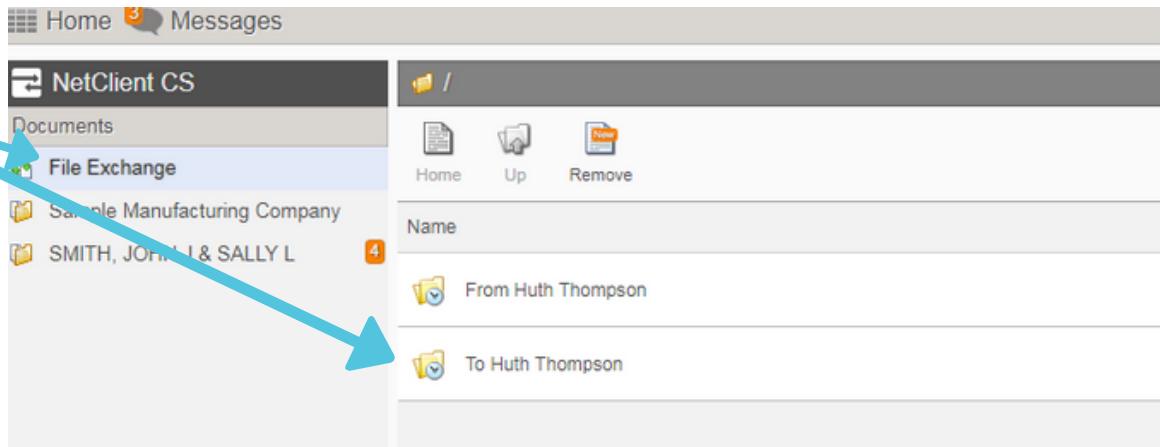 3
Home Messages
NetClient CS
/
Documents
File Exchange
Sample Manufacturing Company
SMITH, JOHN J & SALLY L 4
New
Home Up Remove
Name
From Huth Thompson
To Huth Thompson